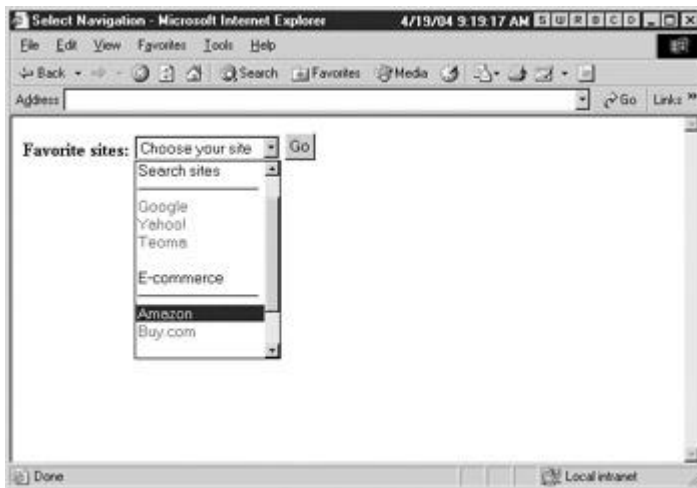 Select Navigation - Microsoft Internet Explorer 4/19/04 9:19:17 AM S U R D C D
File Edit View Favorites Tools Help
Back Search Favorites Media
Address Go Links »
Favorite sites: Choose your site Go
Search sites
Google
Yahoo!
Teoma
E-commerce
Amazon
Buy.com
Done Local intranet